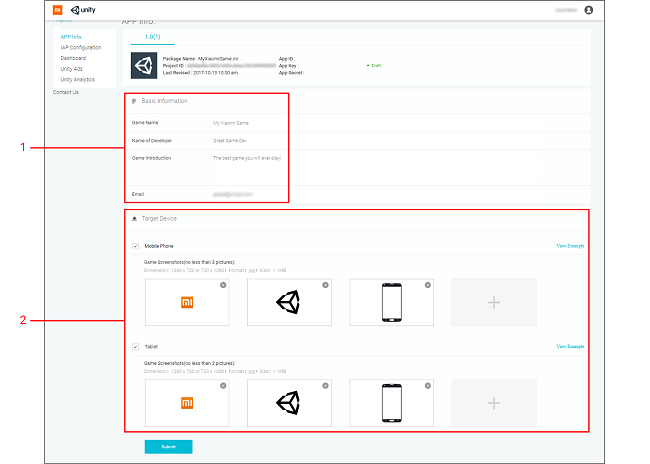 mi unity
APP Info.
APP Info
IAP Configuration
Dashboard
Unity Ads
Unity Analytics
Contact Us
1.0(1)
Package Name : MyXiaomiGame.mi
Project ID :
Last Revised : 2017-10-13 10:00 am
App ID :
App Key :
App Secret :
Draft
1
Basic Information
Game Name My Xiaomi Game
Name of Developer Great Game Dev
Game Introduction The best game you will ever play!
Email
2
Target Device
Mobile Phone View Example
Game Screenshots(no less than 3 pictures):
Dimension: 1280 x 720 or 720 x 1280• Format: jpg• Size: < 1MB
mi
Tablet View Example
Game Screenshots(no less than 3 pictures):
Dimension: 1280 x 720 or 720 x 1280• Format: jpg• Size: < 1MB
mi
Submit